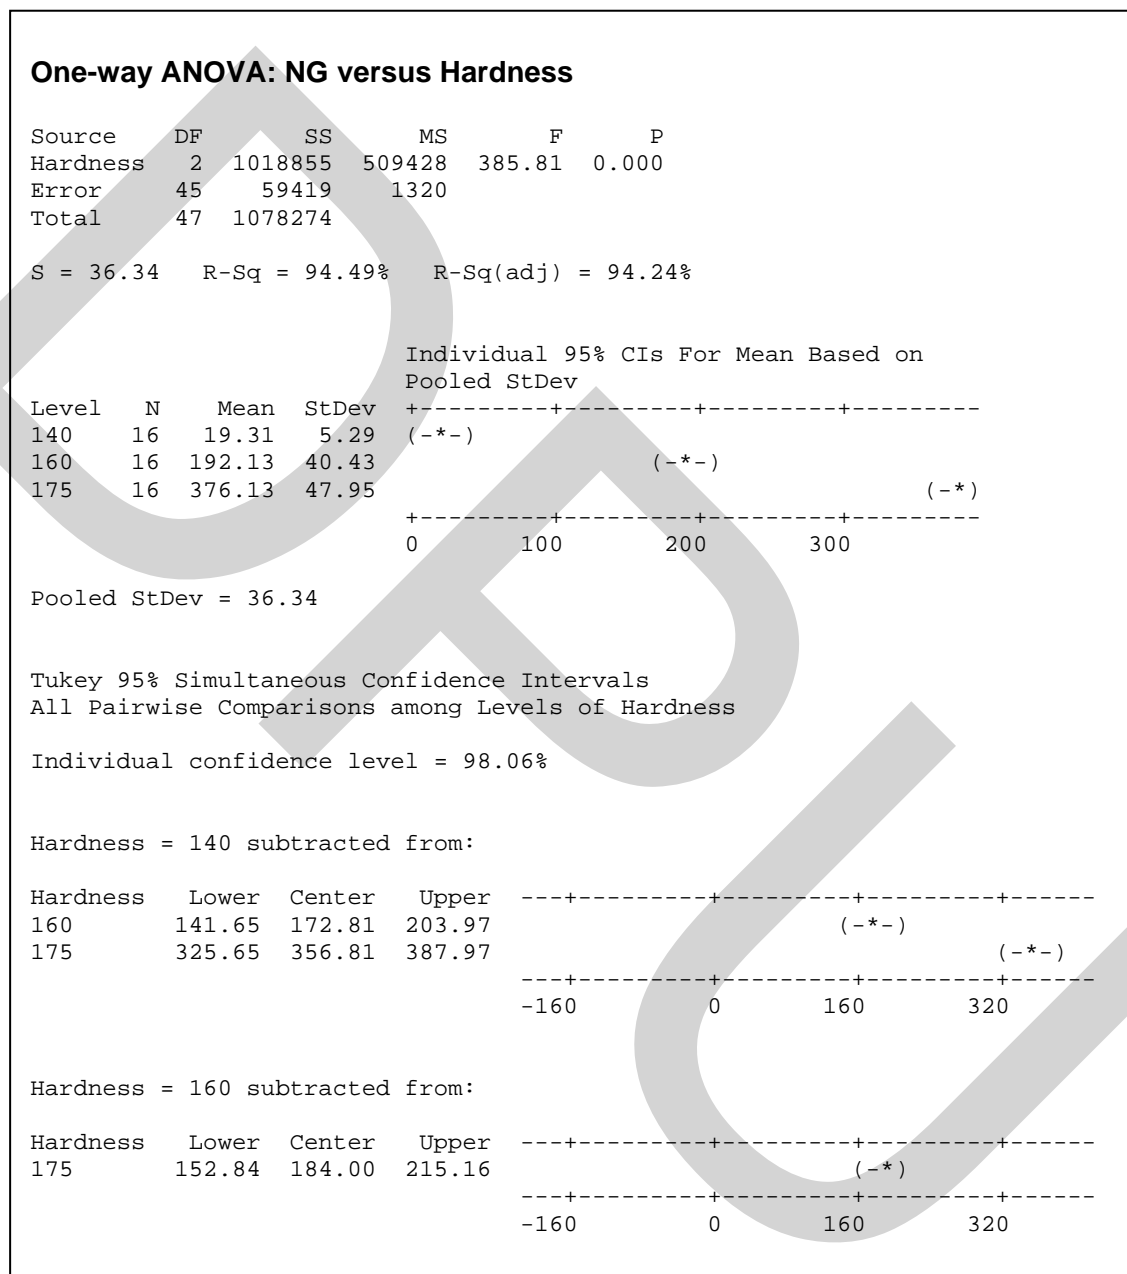 One-way ANOVA: NG versus Hardness
Source    DF       SS      MS       F      P
Hardness   2  1018855  509428  385.81  0.000
Error     45    59419    1320
Total     47  1078274
S = 36.34   R-Sq = 94.49%   R-Sq(adj) = 94.24%
Individual 95% CIs For Mean Based on
Pooled StDev
Level   N    Mean  StDev  +---------+---------+---------+---------
140    16   19.31   5.29  (-*-)
160    16  192.13  40.43                   (-*-)
175    16  376.13  47.95                                      (-*)
+---------+---------+---------+---------
0       100       200       300
Pooled StDev = 36.34
Tukey 95% Simultaneous Confidence Intervals
All Pairwise Comparisons among Levels of Hardness
Individual confidence level = 98.06%
Hardness = 140 subtracted from:
Hardness   Lower  Center   Upper  ---+---------+---------+---------+------
160       141.65  172.81  203.97                        (-*-)
175       325.65  356.81  387.97                                   (-*-)
---+---------+---------+---------+------
-160         0       160       320
Hardness = 160 subtracted from:
Hardness   Lower  Center   Upper  ---+---------+---------+---------+------
175       152.84  184.00  215.16                         (-*)
---+---------+---------+---------+------
-160         0       160       320
DPU